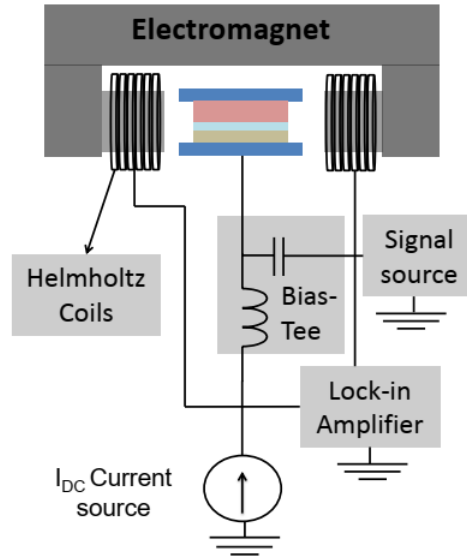 Electromagnet
Helmholtz
Coils
Bias-
Tee
Signal
source
Lock-in
Amplifier
I_DC Current
source